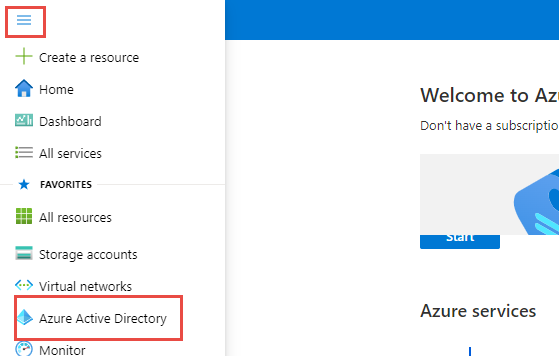 Create a resource
Home
Dashboard
All services
FAVORITES
All resources
Storage accounts
Virtual networks
Azure Active Directory
Monitor
Welcome to Az
Don't have a subscriptio
Start
Azure services